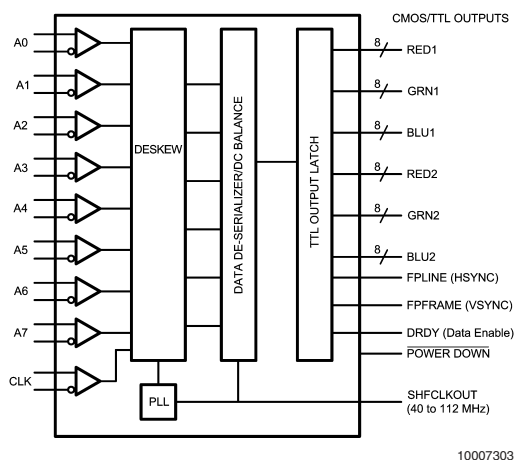 CMOS/TTL OUTPUTS
A0
A1
A2
A3
A4
A5
A6
A7
CLK
DESKEW
PLL
DATA DE-SERIALIZER/DC BALANCE
TTL OUTPUT LATCH
8 RED1
8 GRN1
8 BLU1
8 RED2
8 GRN2
8 BLU2
FPLINE (HSYNC)
FPFRAME (VSYNC)
DRDY (Data Enable)
POWER DOWN
SHFCLKOUT
(40 to 112 MHz)
10007303